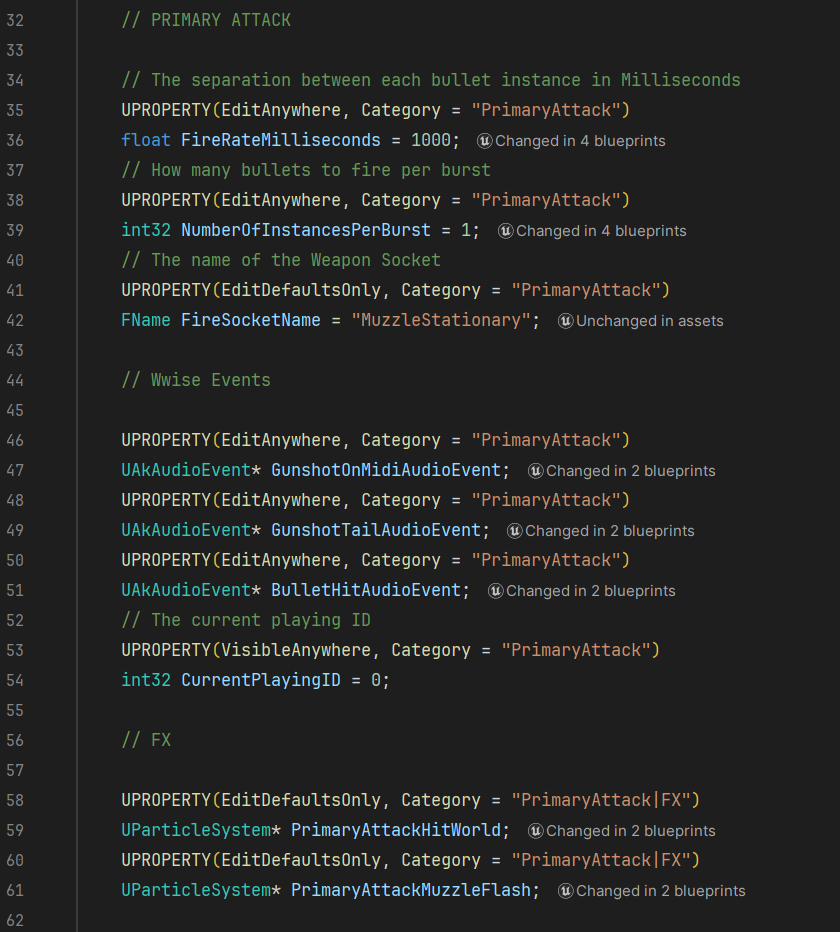 32 // PRIMARY ATTACK
33
34 // The separation between each bullet instance in Milliseconds
35 UPROPERTY(EditAnywhere, Category = "PrimaryAttack")
36 float FireRateMilliseconds = 1000; Changed in 4 blueprints
37 // How many bullets to fire per burst
38 UPROPERTY(EditAnywhere, Category = "PrimaryAttack")
39 int32 NumberOfInstancesPerBurst = 1; Changed in 4 blueprints
40 // The name of the Weapon Socket
41 UPROPERTY(EditDefaultsOnly, Category = "PrimaryAttack")
42 FName FireSocketName = "MuzzleStationary"; Unchanged in assets
43
44 // Wwise Events
45
46 UPROPERTY(EditAnywhere, Category = "PrimaryAttack")
47 UAkAudioEvent* GunshotOnMidiAudioEvent; Changed in 2 blueprints
48 UPROPERTY(EditAnywhere, Category = "PrimaryAttack")
49 UAkAudioEvent* GunshotTailAudioEvent; Changed in 2 blueprints
50 UPROPERTY(EditAnywhere, Category = "PrimaryAttack")
51 UAkAudioEvent* BulletHitAudioEvent; Changed in 2 blueprints
52 // The current playing ID
53 UPROPERTY(VisibleAnywhere, Category = "PrimaryAttack")
54 int32 CurrentPlayingID = 0;
55
56 // FX
57
58 UPROPERTY(EditDefaultsOnly, Category = "PrimaryAttack|FX")
59 UParticleSystem* PrimaryAttackHitWorld; Changed in 2 blueprints
60 UPROPERTY(EditDefaultsOnly, Category = "PrimaryAttack|FX")
61 UParticleSystem* PrimaryAttackMuzzleFlash; Changed in 2 blueprints
62